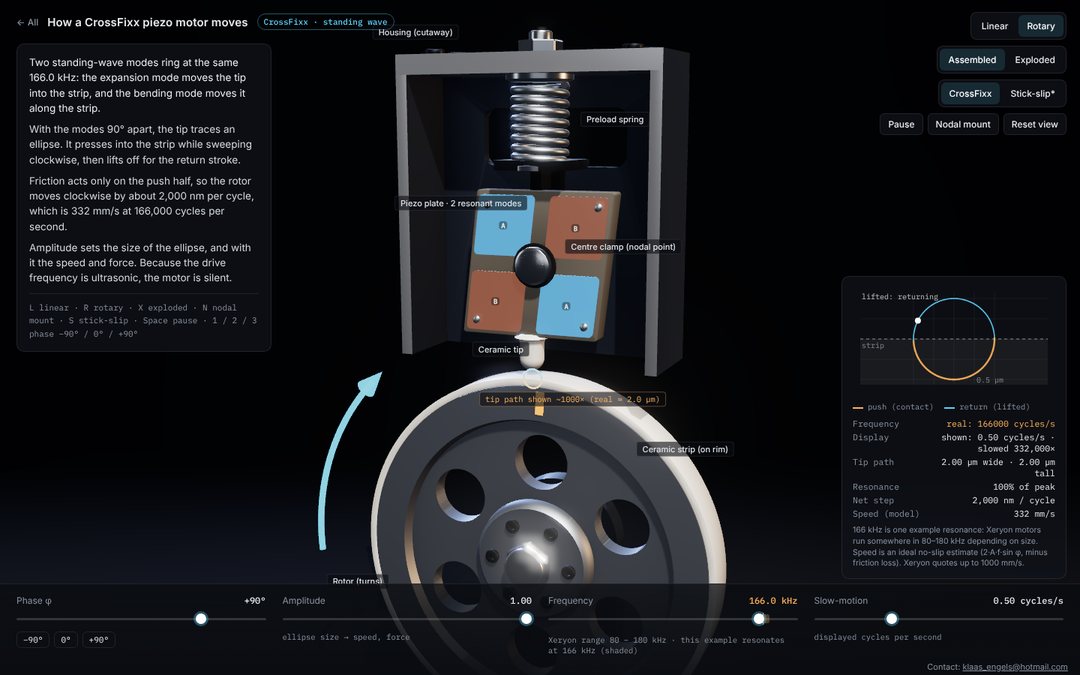 ← All
How a CrossFixx piezo motor moves
CrossFixx · standing wave
Two standing-wave modes ring at the same
166.0 kHz: the expansion mode moves the tip
into the strip, and the bending mode moves it
along the strip.
With the modes 90° apart, the tip traces an
ellipse. It presses into the strip while sweeping
clockwise, then lifts off for the return stroke.
Friction acts only on the push half, so the rotor
moves clockwise by about 2,000 nm per cycle,
which is 332 mm/s at 166,000 cycles per
second.
Amplitude sets the size of the ellipse, and with
it the speed and force. Because the drive
frequency is ultrasonic, the motor is silent.
L linear · R rotary · X exploded · N nodal
mount · S stick-slip · Space pause · 1 / 2 / 3
phase −90° / 0° / +90°
Housing (cutaway)
Preload spring
Piezo plate · 2 resonant modes
A
B
Centre clamp (nodal point)
B
A
Ceramic tip
tip path shown ~1000× (real ≈ 2.0 µm)
Ceramic strip (on rim)
Rotor (turns)
Linear
Rotary
Assembled
Exploded
CrossFixx
Stick-slip*
Pause
Nodal mount
Reset view
lifted: returning
strip
0.5 µm
push (contact)
return (lifted)
Frequency real: 166000 cycles/s
Display shown: 0.50 cycles/s ·
slowed 332,000×
Tip path 2.00 µm wide · 2.00 µm
tall
Resonance 100% of peak
Net step 2,000 nm / cycle
Speed (model) 332 mm/s
166 kHz is one example resonance: Xeryon motors
run somewhere in 80–180 kHz depending on size.
Speed is an ideal no-slip estimate (2·A·f·sin φ, minus
friction loss). Xeryon quotes up to 1000 mm/s.
Phase φ +90°
−90°
0°
+90°
Amplitude 1.00
ellipse size → speed, force
Frequency 166.0 kHz
Xeryon range 80 – 180 kHz · this example resonates
at 166 kHz (shaded)
Slow-motion 0.50 cycles/s
displayed cycles per second
Contact: klaas_engels@hotmail.com